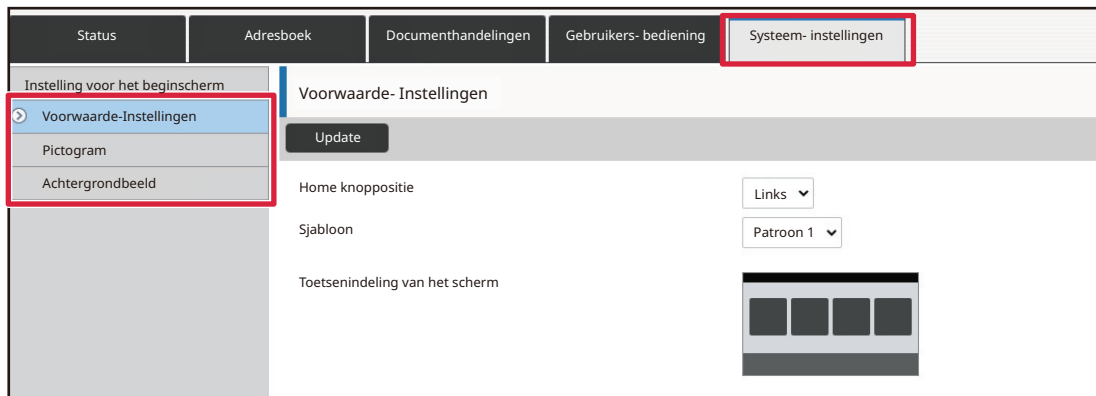 Status
Adresboek
Documenthandelingen
Gebruikers- bediening
Systeem- instellingen
Instelling voor het beginscherm
Voorwaarde-Instellingen
Pictogram
Achtergrondbeeld
Voorwaarde- Instellingen
Update
Home knoppositie
Links
Sjabloon
Patroon 1
Toetsenindeling van het scherm